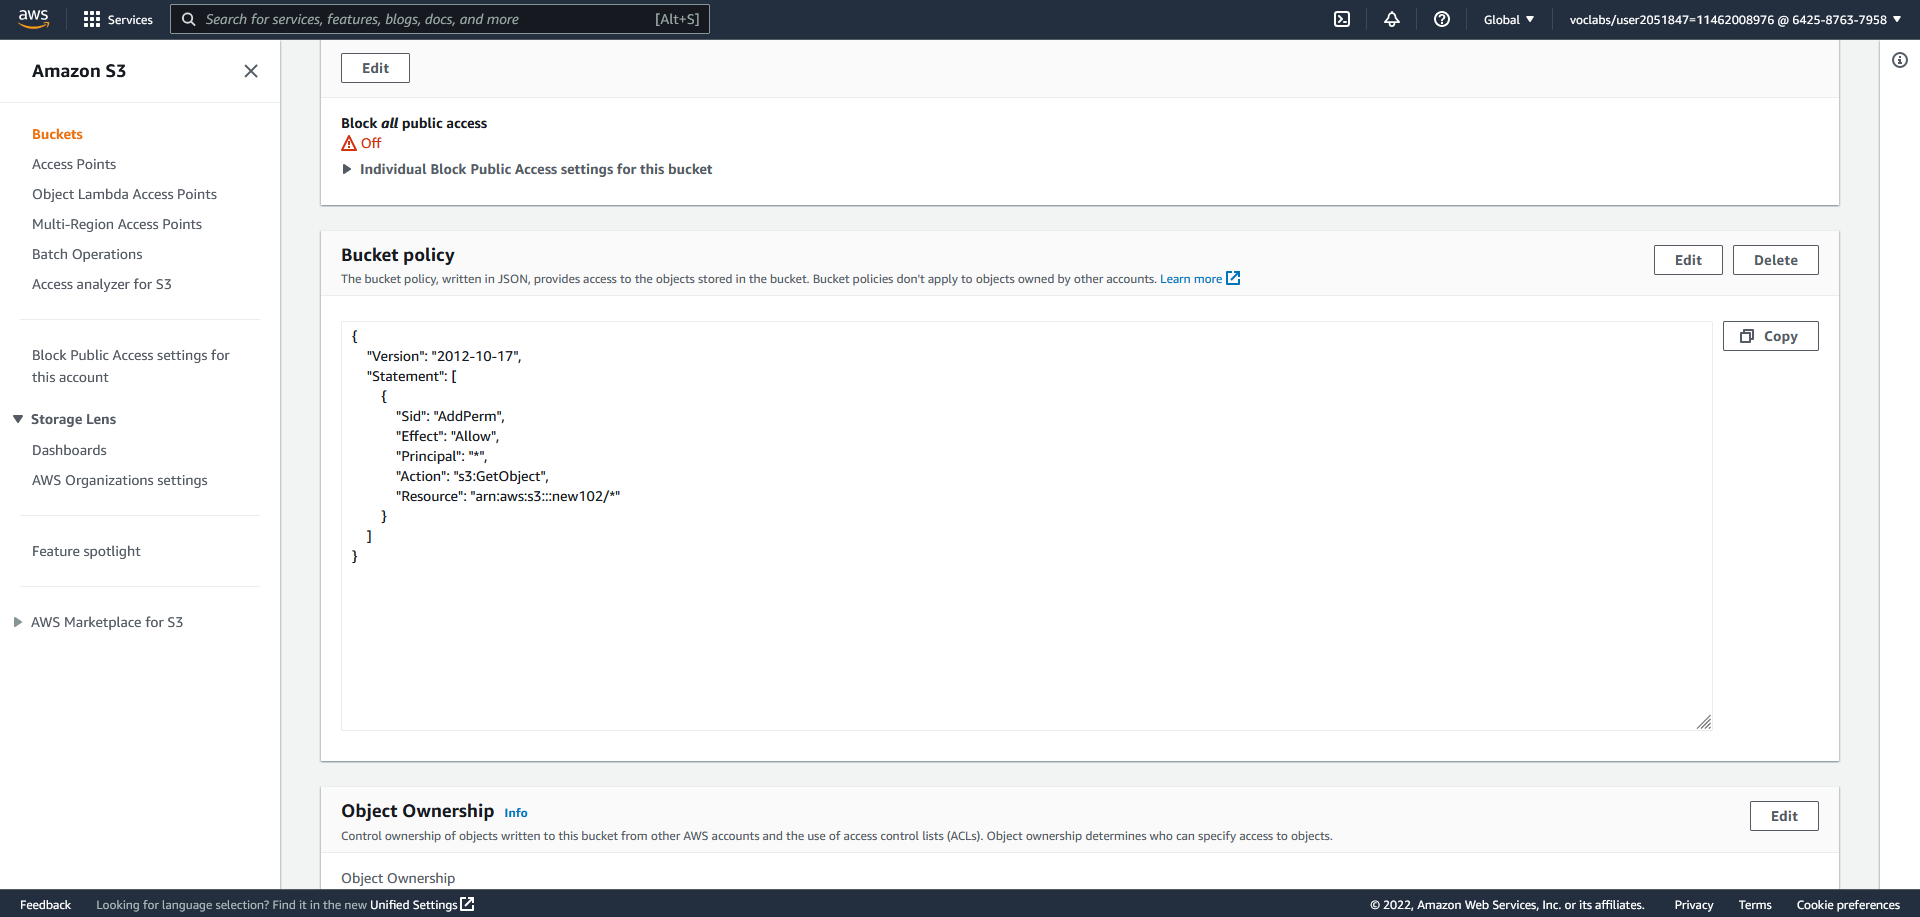 aws
Services
Search for services, features, blogs, docs, and more
[Alt+S]
Global
voclabs/user2051847=11462008976 @ 6425-8763-7958
Amazon S3
Buckets
Access Points
Object Lambda Access Points
Multi-Region Access Points
Batch Operations
Access analyzer for S3
Block Public Access settings for
this account
Storage Lens
Dashboards
AWS Organizations settings
Feature spotlight
AWS Marketplace for S3
Edit
Block all public access
Off
Individual Block Public Access settings for this bucket
Bucket policy
The bucket policy, written in JSON, provides access to the objects stored in the bucket. Bucket policies don't apply to objects owned by other accounts. Learn more
Edit
Delete
{
"Version": "2012-10-17",
"Statement": [
{
"Sid": "AddPerm",
"Effect": "Allow",
"Principal": "*",
"Action": "s3:GetObject",
"Resource": "arn:aws:s3:::new102/*"
}
]
}
Copy
Object Ownership Info
Control ownership of objects written to this bucket from other AWS accounts and the use of access control lists (ACLs). Object ownership determines who can specify access to objects.
Edit
Object Ownership
Feedback
Looking for language selection? Find it in the new Unified Settings
© 2022, Amazon Web Services, Inc. or its affiliates.
Privacy
Terms
Cookie preferences